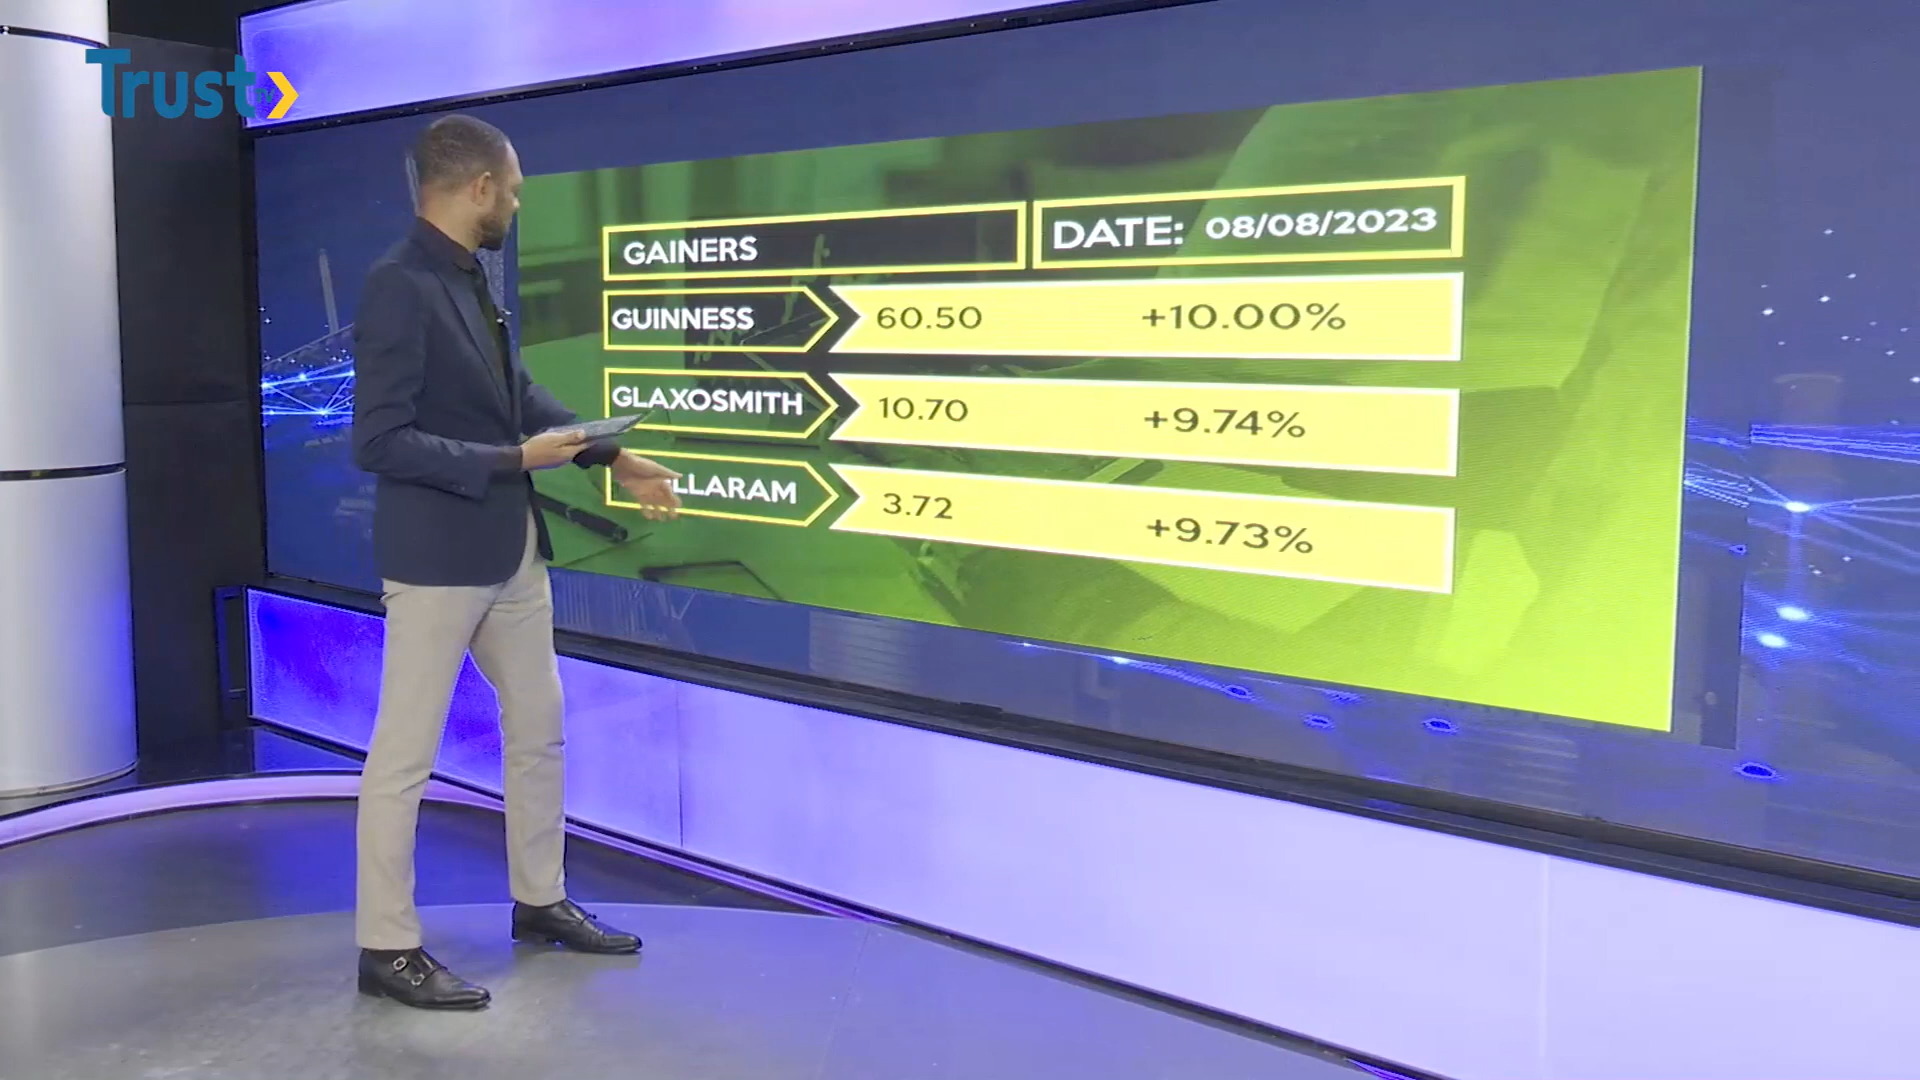 Trust TV
GAINERS
DATE: 08/08/2023
GUINNESS 60.50 +10.00%
GLAXOSMITH 10.70 +9.74%
LLARAM 3.72 +9.73%